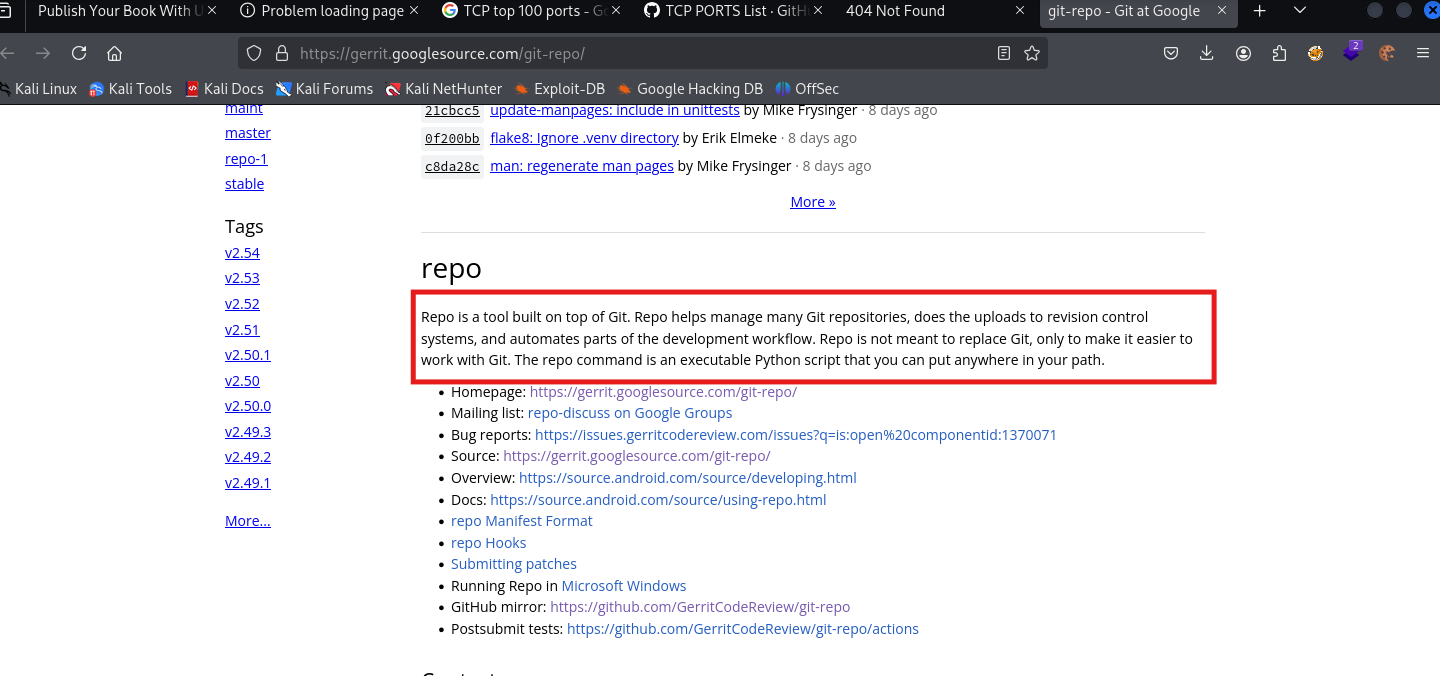 Publish Your Book With U
Problem loading page
TCP top 100 ports - Go
TCP PORTS List · GitH
404 Not Found
git-repo - Git at Google
https://gerrit.googlesource.com/git-repo/
2
Kali Linux
Kali Tools
Kali Docs
Kali Forums
Kali NetHunter
Exploit-DB
Google Hacking DB
OffSec
maint
master
repo-1
stable
Tags
v2.54
v2.53
v2.52
v2.51
v2.50.1
v2.50
v2.50.0
v2.49.3
v2.49.2
v2.49.1
More...
21cbcc5 update-manpages: include in unittests by Mike Frysinger · 8 days ago
0f200bb flake8: Ignore .venv directory by Erik Elmeke · 8 days ago
c8da28c man: regenerate man pages by Mike Frysinger · 8 days ago
More »
repo
Repo is a tool built on top of Git. Repo helps manage many Git repositories, does the uploads to revision control
systems, and automates parts of the development workflow. Repo is not meant to replace Git, only to make it easier to
work with Git. The repo command is an executable Python script that you can put anywhere in your path.
• Homepage: https://gerrit.googlesource.com/git-repo/
• Mailing list: repo-discuss on Google Groups
• Bug reports: https://issues.gerritcodereview.com/issues?q=is:open%20componentid:1370071
• Source: https://gerrit.googlesource.com/git-repo/
• Overview: https://source.android.com/source/developing.html
• Docs: https://source.android.com/source/using-repo.html
• repo Manifest Format
• repo Hooks
• Submitting patches
• Running Repo in Microsoft Windows
• GitHub mirror: https://github.com/GerritCodeReview/git-repo
• Postsubmit tests: https://github.com/GerritCodeReview/git-repo/actions